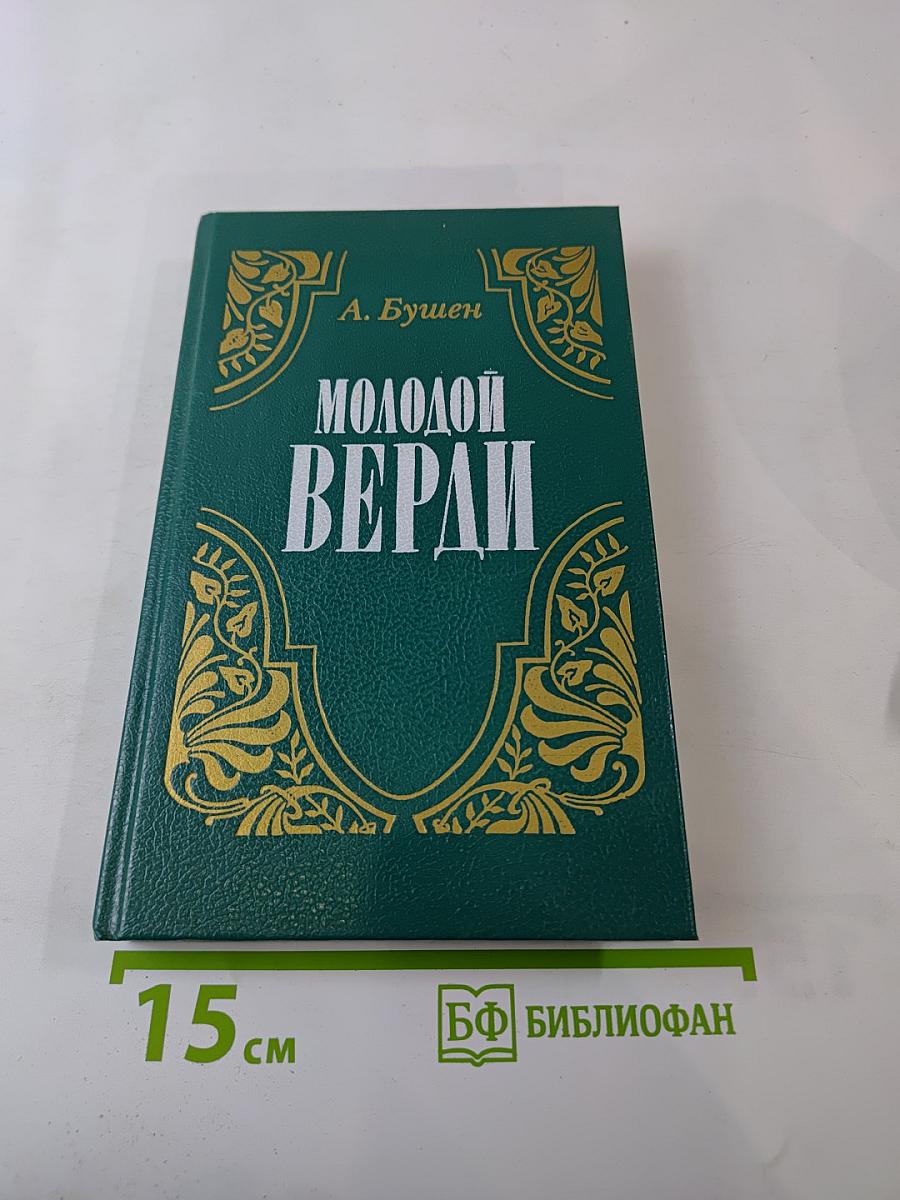 А. Бушен
МОЛОДОЙ
ВЕРДИ
15 см
БФ БИБЛИОФАН